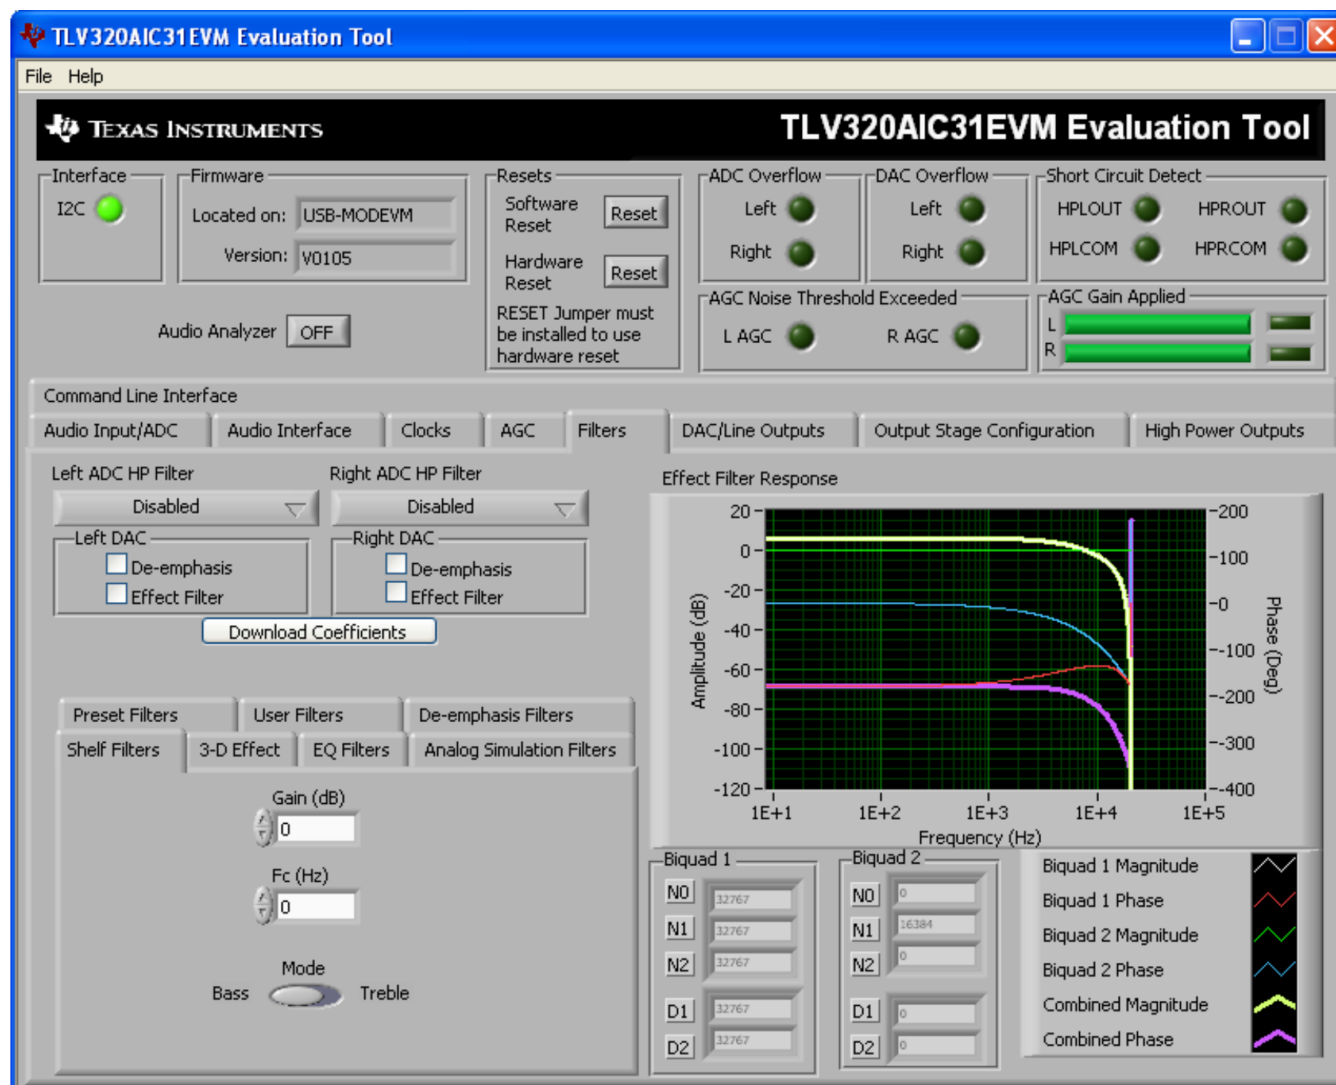 TLV320AIC31EVM Evaluation Tool
File Help
TEXAS INSTRUMENTS
TLV320AIC31EVM Evaluation Tool
Interface
I2C
Firmware
Located on: USB-MODEVM
Version: V0105
Audio Analyzer OFF
Resets
Software
Reset
Reset
Hardware
Reset
Reset
RESET Jumper must
be installed to use
hardware reset
ADC Overflow
Left
Right
DAC Overflow
Left
Right
Short Circuit Detect
HPLOUT HPROUT
HPLCOM HPRCOM
AGC Noise Threshold Exceeded
L AGC R AGC
AGC Gain Applied
L
R
Command Line Interface
Audio Input/ADC Audio Interface Clocks AGC Filters DAC/Line Outputs Output Stage Configuration High Power Outputs
Left ADC HP Filter Right ADC HP Filter
Disabled Disabled
Left DAC
De-emphasis
Effect Filter
Right DAC
De-emphasis
Effect Filter
Download Coefficients
Preset Filters User Filters De-emphasis Filters
Shelf Filters 3-D Effect EQ Filters Analog Simulation Filters
Gain (dB)
0
Fc (Hz)
0
Mode
Bass Treble
Effect Filter Response
Amplitude (dB)
20
0
-20
-40
-60
-80
-100
-120
-200
-100
-0
--100
--200
--300
--400
Phase (Deg)
1E+1 1E+2 1E+3 1E+4 1E+5
Frequency (Hz)
Biquad 1
N0 32767
N1 32767
N2 32767
D1 32767
D2 32767
Biquad 2
N0 0
N1 16384
N2 0
D1 0
D2 0
Biquad 1 Magnitude
Biquad 1 Phase
Biquad 2 Magnitude
Biquad 2 Phase
Combined Magnitude
Combined Phase